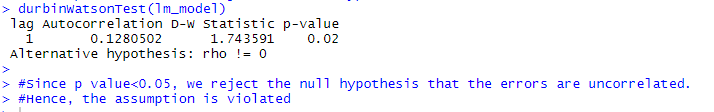 > durbinWatsonTest(lm_model)
lag Autocorrelation D-W Statistic p-value
1 0.1280502 1.743591 0.02
Alternative hypothesis: rho != 0
>
> #Since p value<0.05, we reject the null hypothesis that the errors are uncorrelated.
> #Hence, the assumption is violated